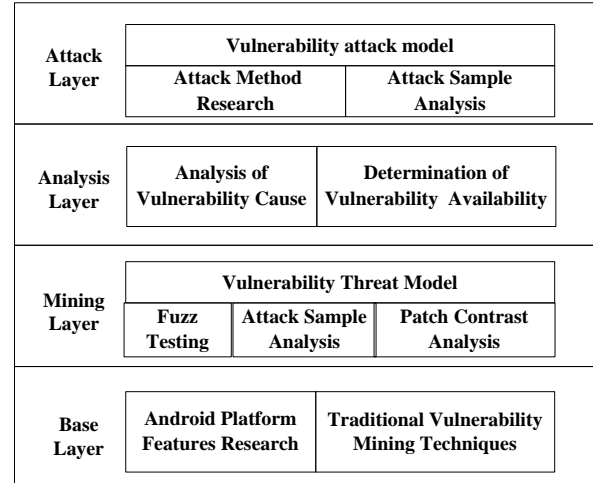 Attack
Layer
Vulnerability attack model
Attack Method
Research
Attack Sample
Analysis
Analysis
Layer
Analysis of
Vulnerability Cause
Determination of
Vulnerability Availability
Mining
Layer
Vulnerability Threat Model
Fuzz
Testing
Attack Sample
Analysis
Patch Contrast
Analysis
Base
Layer
Android Platform
Features Research
Traditional Vulnerability
Mining Techniques